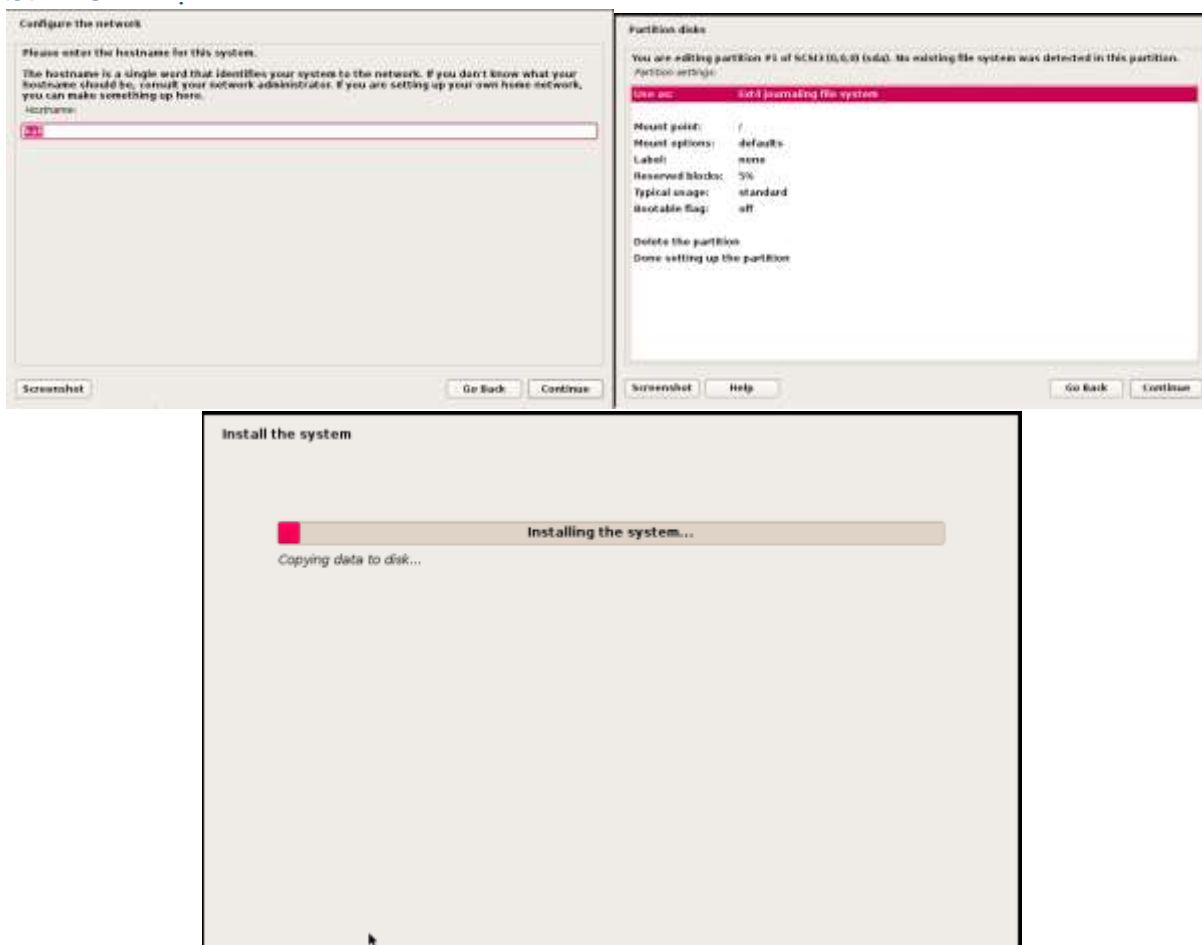 Configure the network
Please enter the hostname for this system.
The hostname is a single word that identifies your system to the network. If you don't know what your
hostname should be, consult your network administrator. If you are setting up your own home network,
you can make something up here.
Hostname:
Screenshot
Go Back
Continue
Partition disks
You are editing partition #1 of SCSI3 (0,0,0) (sda). No existing file system was detected in this partition.
Partition settings:
Use as: Ext4 journaling file system
Mount point: /
Mount options: defaults
Label: none
Reserved blocks: 5%
Typical usage: standard
Bootable flag: off
Delete the partition
Done setting up the partition
Screenshot
Help
Go Back
Continue
Install the system
Installing the system...
Copying data to disk...